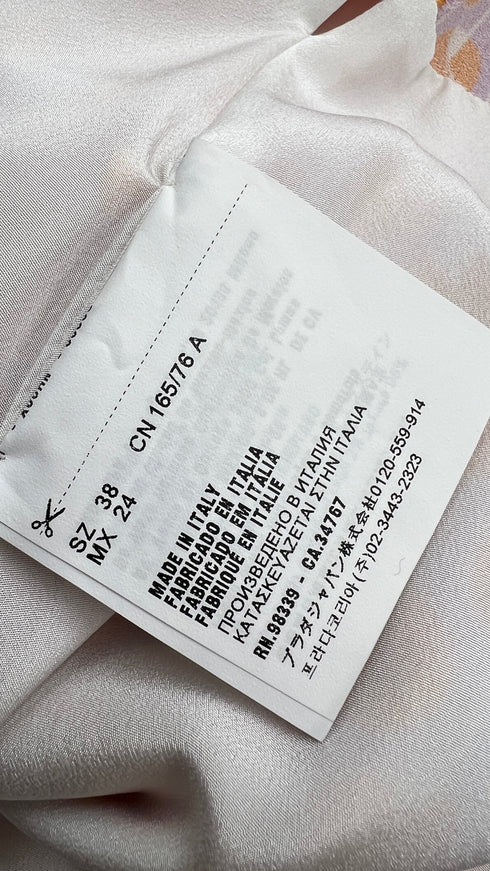 SZ 38 CN 165/76 A
MX 24
MADE IN ITALY
FABRICADO EN ITALIA
FABRICADO EM ITÁLIA
FABRIQUÉ EN ITALIE
ПРОИЗВЕДЕНО В ИТАЛИЯ
ΚΑΤΑΣΚΕΥΑΖΕΤΑΙ ΣΤΗΝ ΙΤΑΛΙΑ
RN.98339 - CA.34767
プラダジャパン株式会社0120-559-914
프라다코리아(주)02-3443-2323